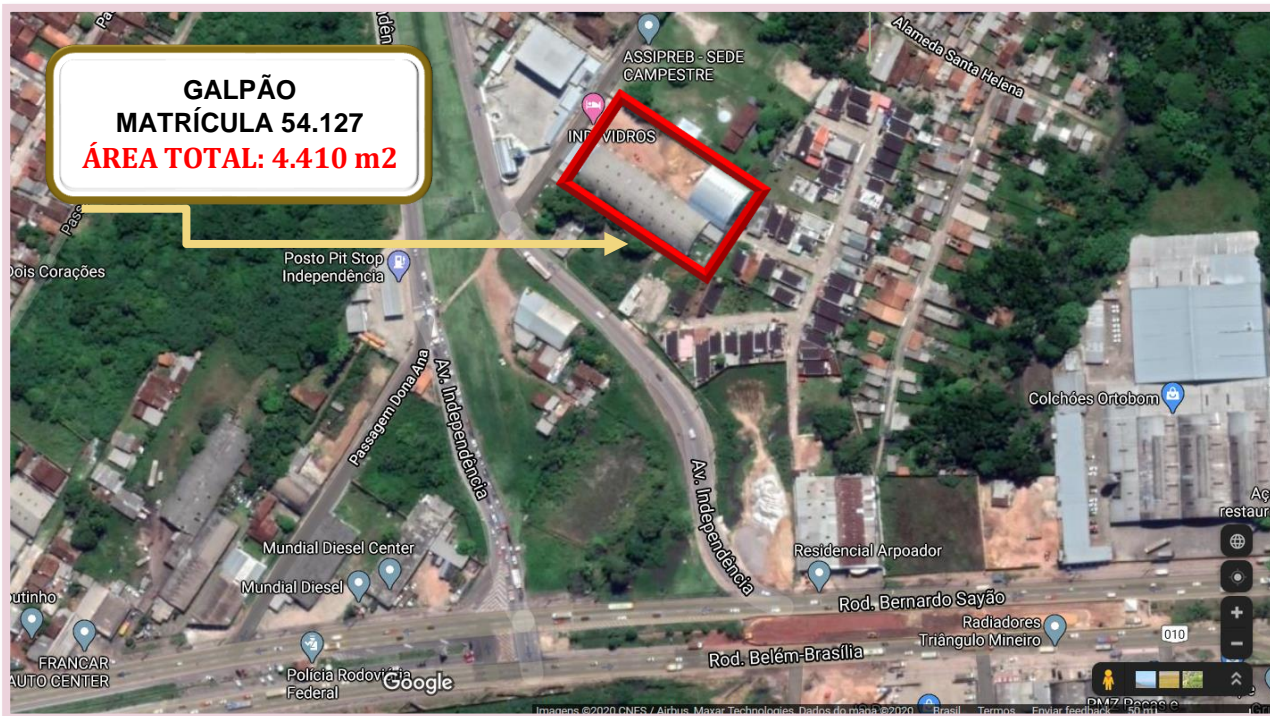 GALPÃO
MATRÍCULA 54.127
ÁREA TOTAL: 4.410 m2
ASSIPREB - SEDE
CAMPESTRE
Alameda Santa Helena
Dois Corações
Posto Pit Stop
Independência
Passagem Dona Ana
Av. Independência
Av. Independência
Colchões Ortobom
Mundial Diesel Center
Mundial Diesel
Residencial Arpoador
Rod. Bernardo Sayão
Radiadores
Triângulo Mineiro
010
Rod. Belém-Brasília
FRANCAR
AUTO CENTER
Polícia Rodoviária
Federal
Google
Imagens ©2020 CNES / Airbus, Maxar Technologies, Dados do mapa ©2020 Brasil Termos Enviar feedback 50 m